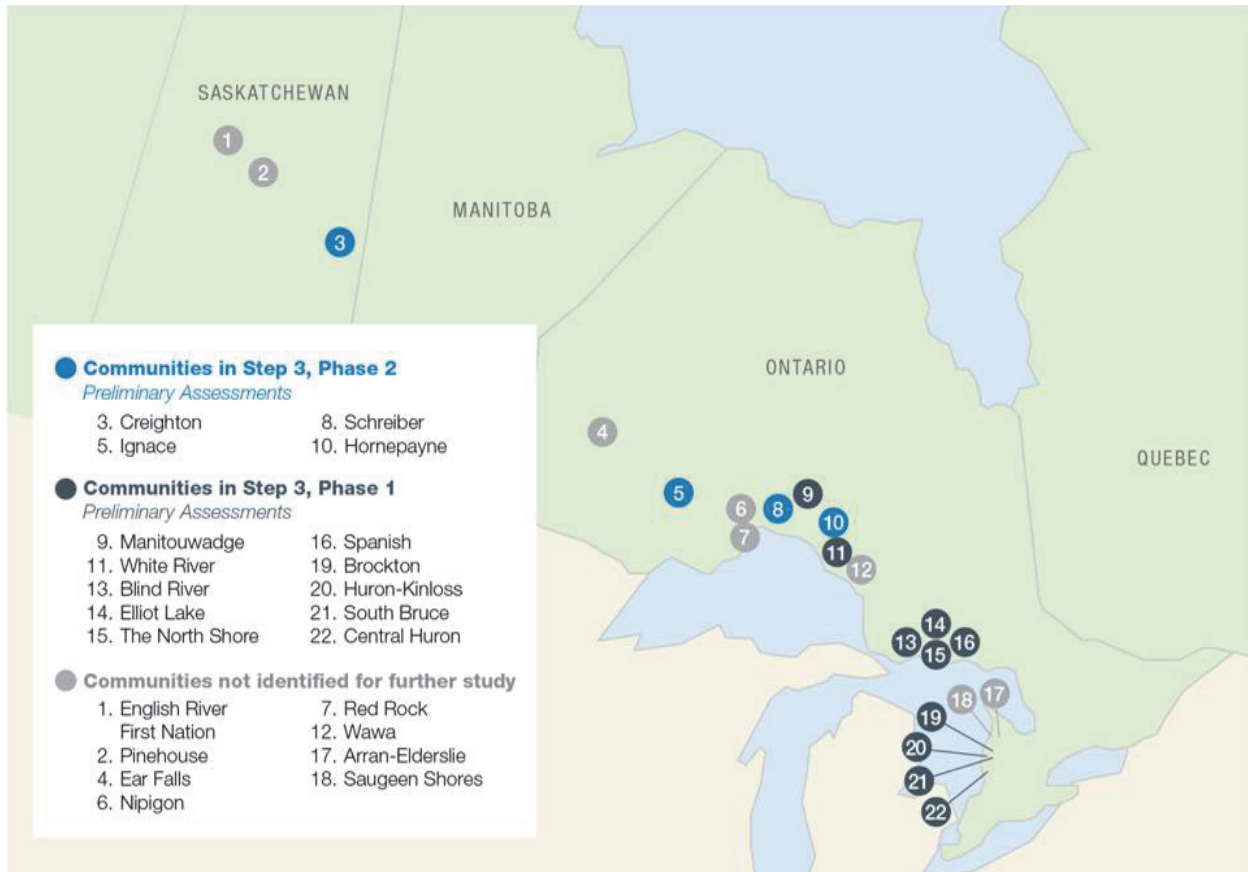 SASKATCHEWAN
1
2
MANITOBA
3
Communities in Step 3, Phase 2
Preliminary Assessments
3. Creighton
8. Schreiber
5. Ignace
10. Hornepayne
Communities in Step 3, Phase 1
Preliminary Assessments
9. Manitouwadge
16. Spanish
11. White River
19. Brockton
13. Blind River
20. Huron-Kinloss
14. Elliot Lake
21. South Bruce
15. The North Shore
22. Central Huron
Communities not identified for further study
1. English River
First Nation
7. Red Rock
12. Wawa
2. Pinehouse
17. Arran-Elderslie
4. Ear Falls
18. Saugeen Shores
6. Nipigon
ONTARIO
QUEBEC
4
5
6
7
8
9
10
11
12
13
14
15
16
17
18
19
20
21
22